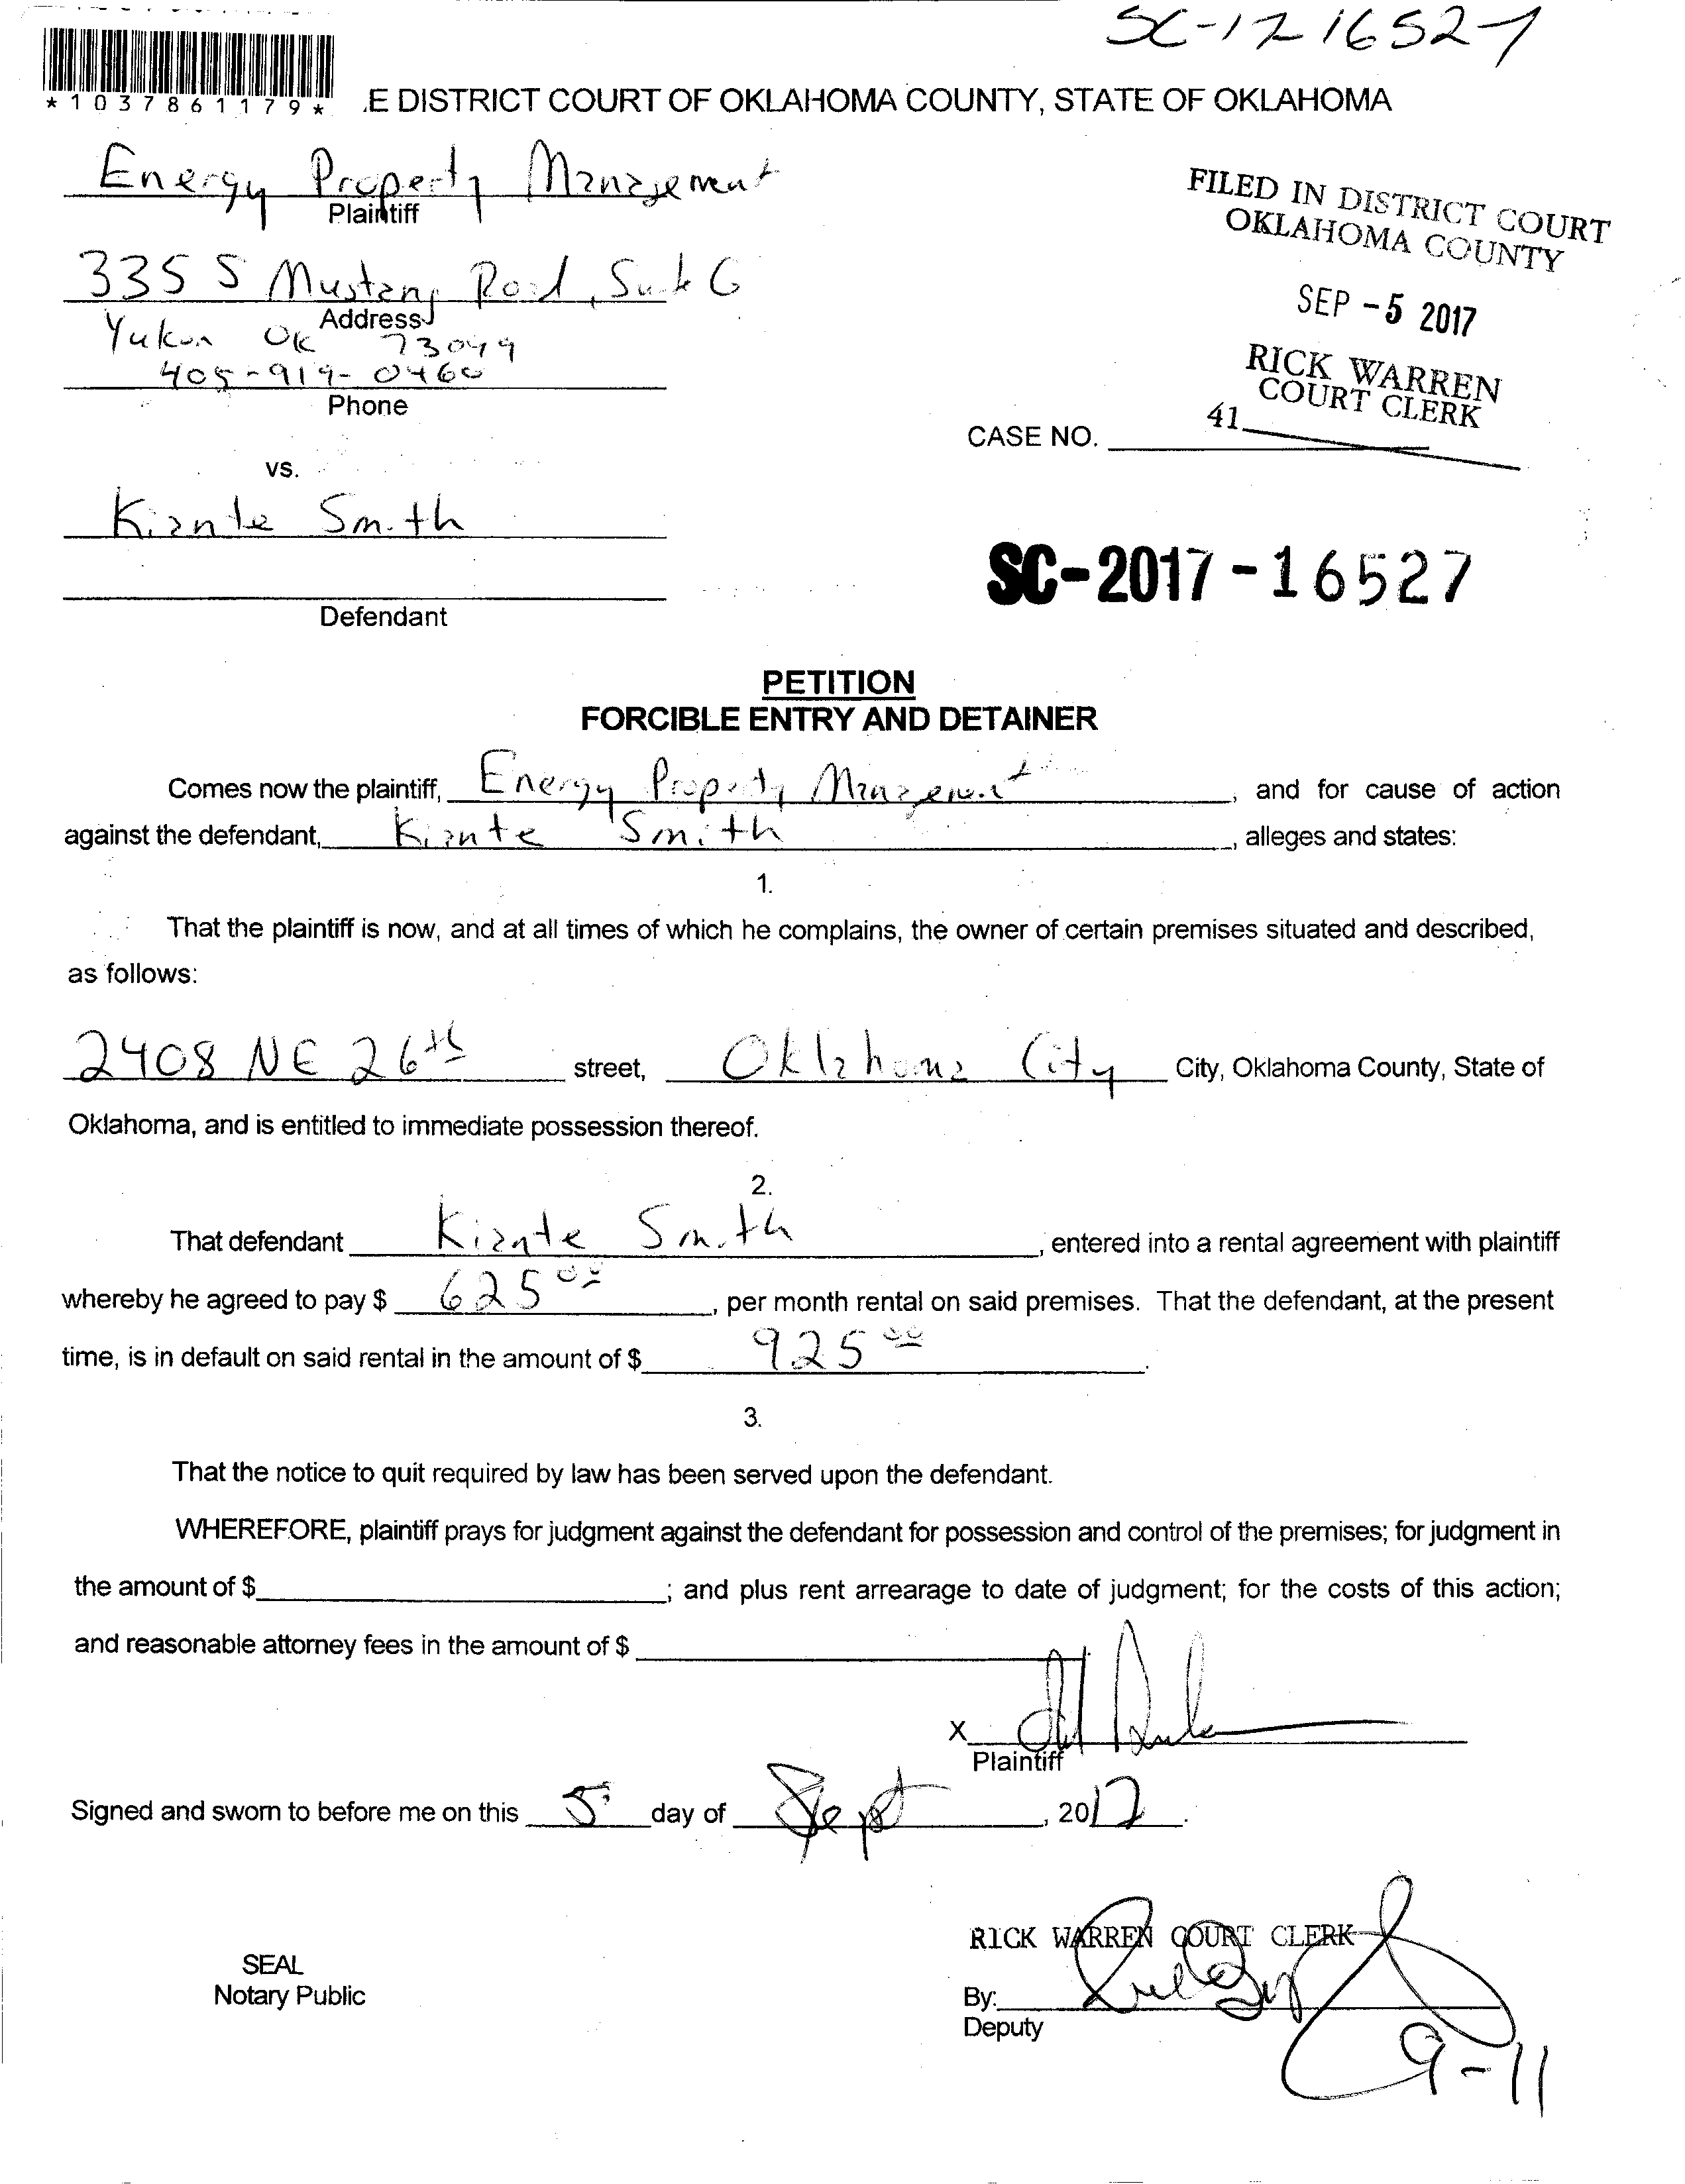 SC-17-16527
*1037861179*
.E DISTRICT COURT OF OKLAHOMA COUNTY, STATE OF OKLAHOMA
Energy Property Management
Plaintiff
335 S Mustang Road, Suite G
Address
Yukon OK 73099
405-919-0460
Phone
FILED IN DISTRICT COURT
OKLAHOMA COUNTY
SEP -5 2017
RICK WARREN
COURT CLERK
41
CASE NO.
vs.
Kiante Smith
Defendant
SC-2017-16527
PETITION
FORCIBLE ENTRY AND DETAINER
Comes now the plaintiff, Energy Property Management, and for cause of action
against the defendant, Kiante Smith, alleges and states:
1.
That the plaintiff is now, and at all times of which he complains, the owner of certain premises situated and described,
as follows:
2408 NE 26th street, Oklahoma City City, Oklahoma County, State of
Oklahoma, and is entitled to immediate possession thereof.
2.
That defendant Kiante Smith, entered into a rental agreement with plaintiff
whereby he agreed to pay $ 625 00, per month rental on said premises. That the defendant, at the present
time, is in default on said rental in the amount of $ 925 00.
3.
That the notice to quit required by law has been served upon the defendant.
WHEREFORE, plaintiff prays for judgment against the defendant for possession and control of the premises; for judgment in
the amount of $; and plus rent arrearage to date of judgment; for the costs of this action;
and reasonable attorney fees in the amount of $.
X
Plaintiff
Signed and sworn to before me on this 5 day of Sept, 2017.
RICK WARREN COURT CLERK
SEAL
Notary Public
By:
Deputy
9-11